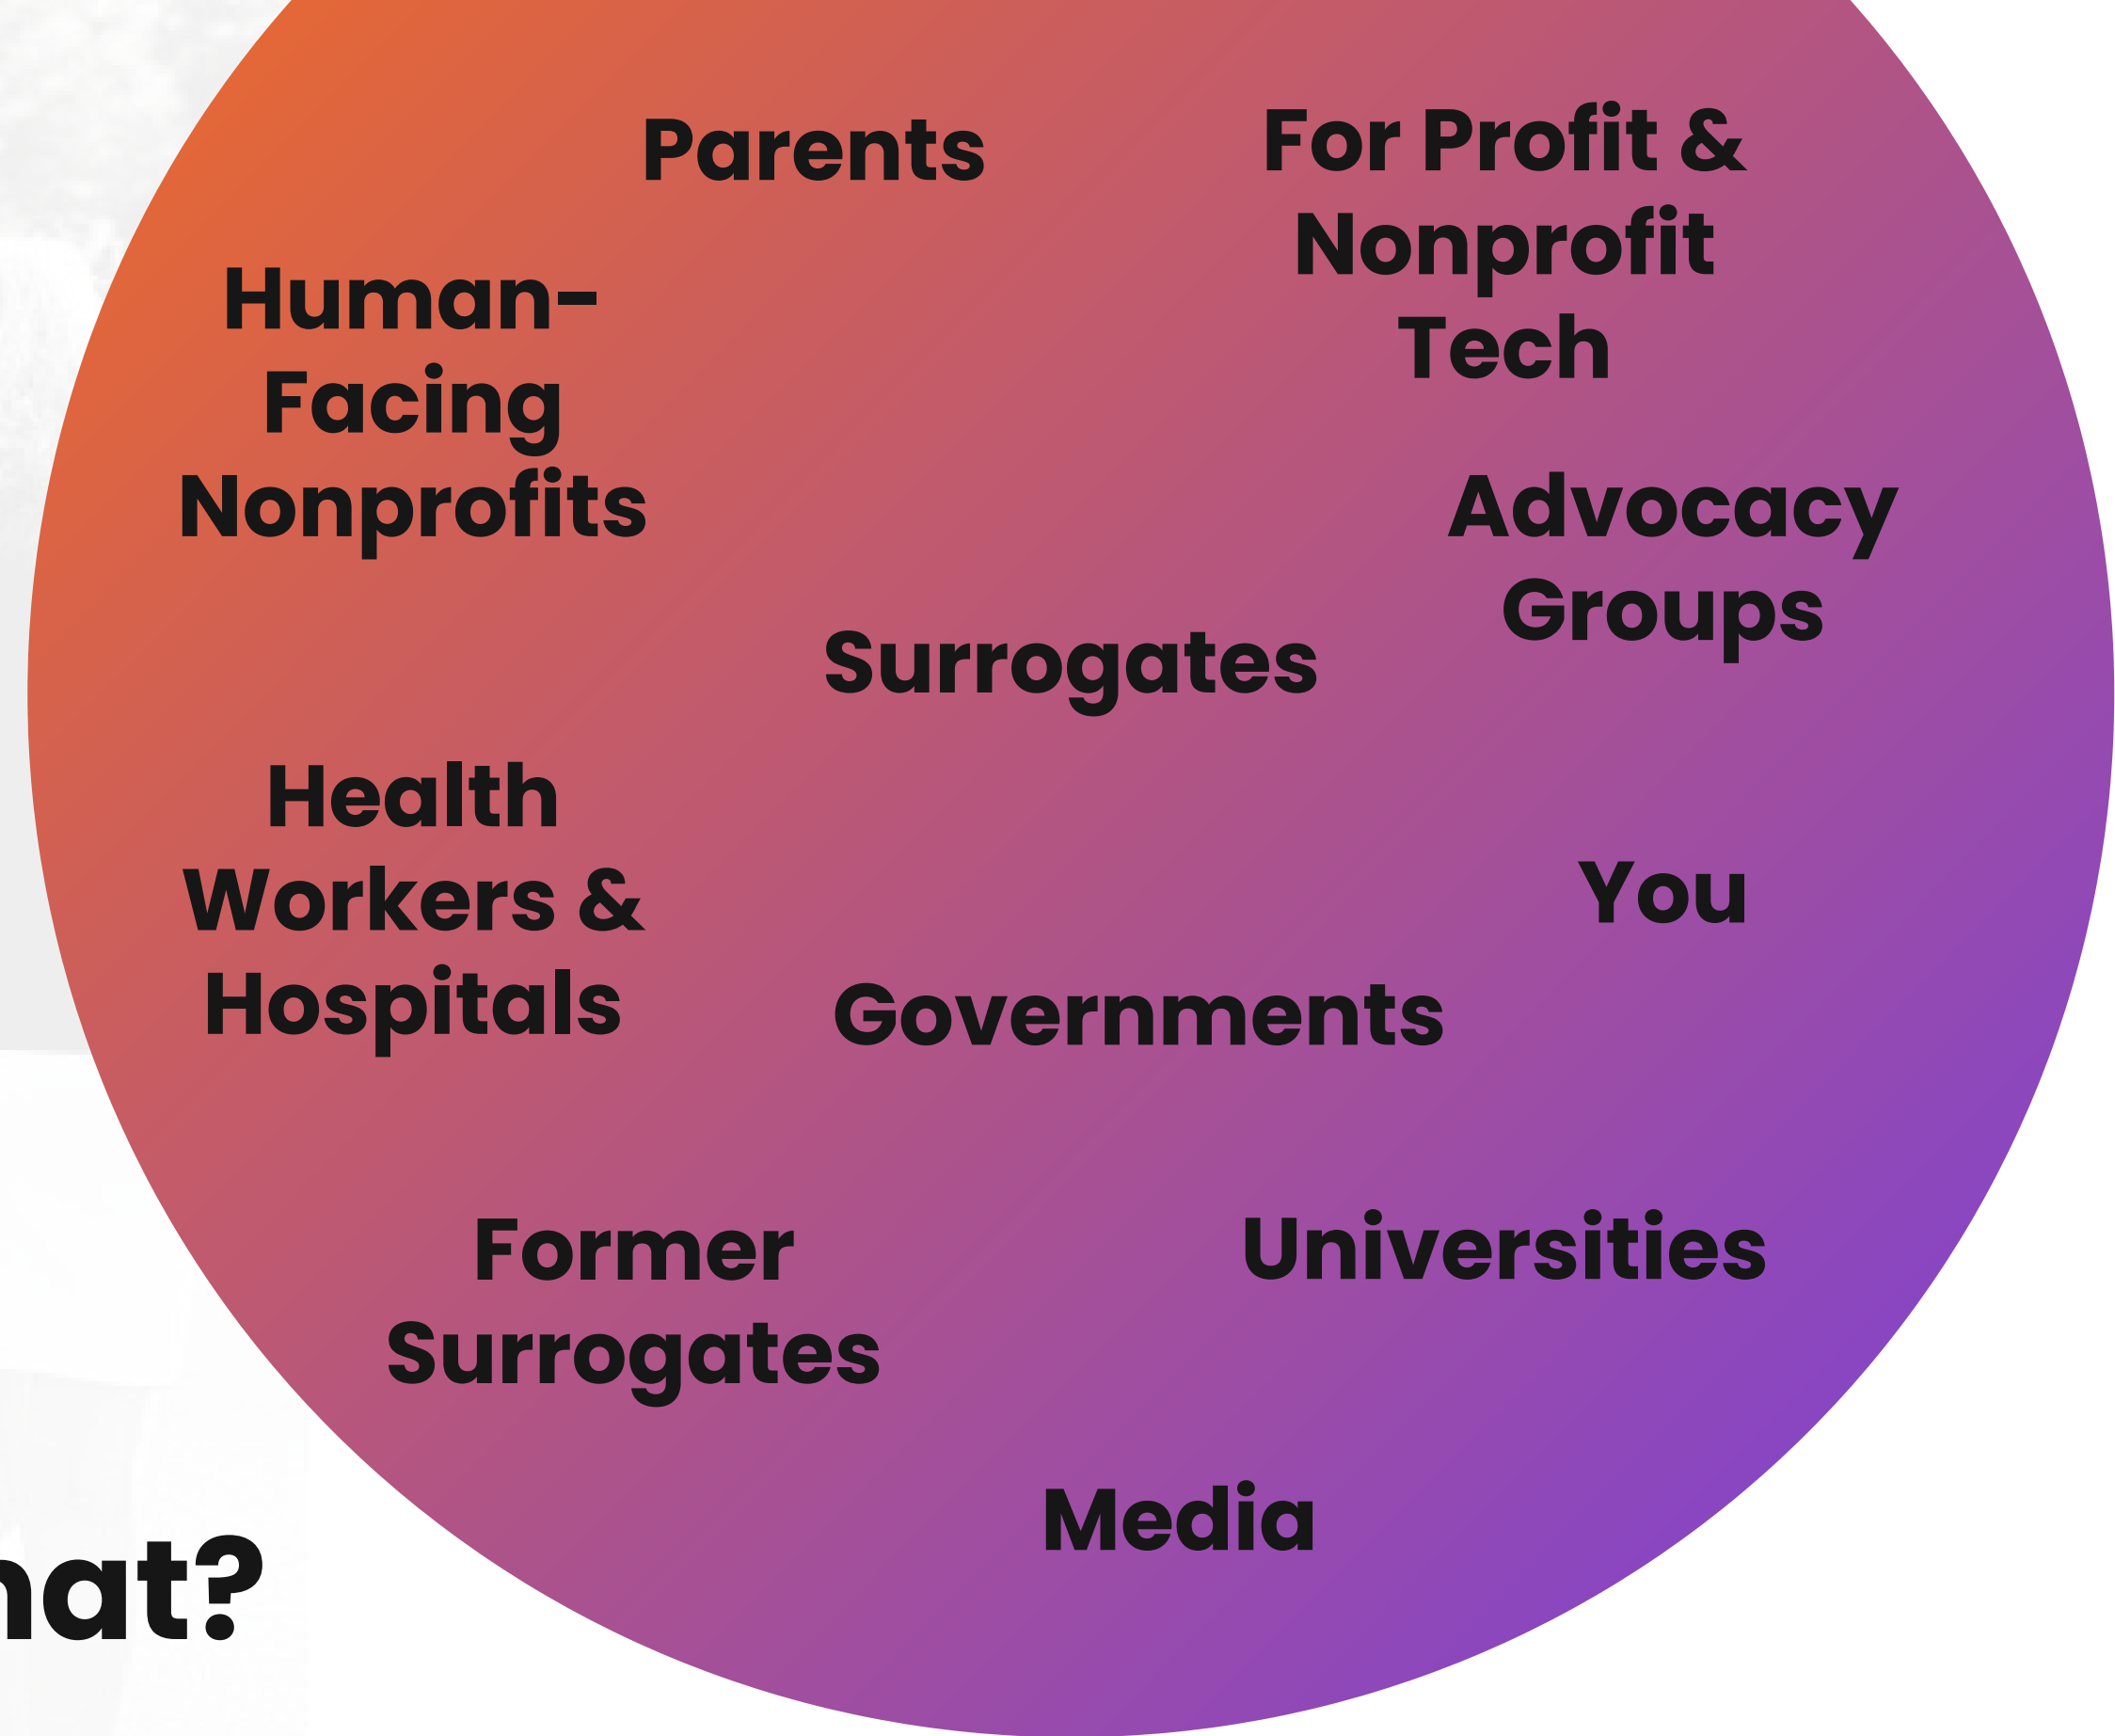 Parents
For Profit &
Nonprofit
Tech
Human-
Facing
Nonprofits
Advocacy
Groups
Surrogates
Health
Workers &
Hospitals
You
Governments
Former
Surrogates
Universities
Media